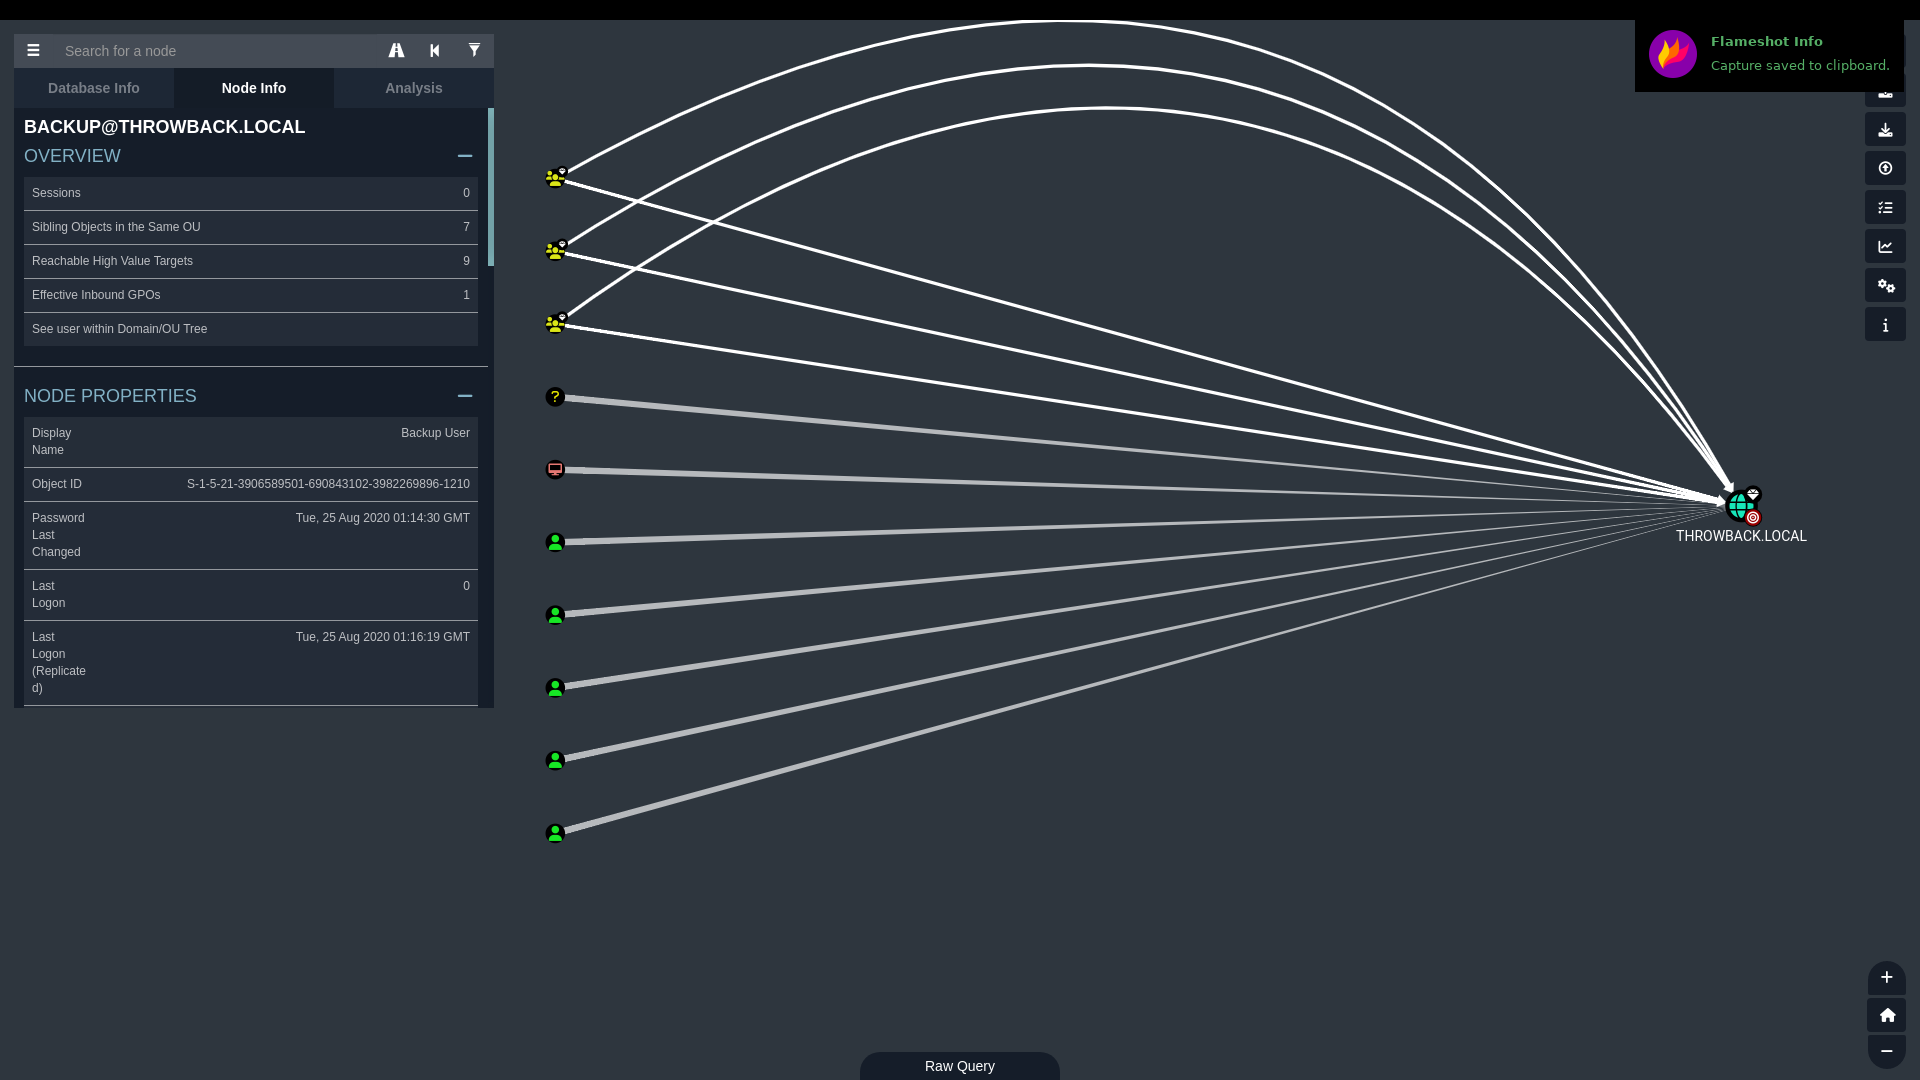 Search for a node
Database Info
Node Info
Analysis
BACKUP@THROWBACK.LOCAL
OVERVIEW
Sessions 0
Sibling Objects in the Same OU 7
Reachable High Value Targets 9
Effective Inbound GPOs 1
See user within Domain/OU Tree
NODE PROPERTIES
Display Backup User
Name
Object ID S-1-5-21-3906589501-690843102-3982269896-1210
Password Tue, 25 Aug 2020 01:14:30 GMT
Last
Changed
Last 0
Logon
Last Tue, 25 Aug 2020 01:16:19 GMT
Logon
(Replicate
d)
?
THROWBACK.LOCAL
Flameshot Info
Capture saved to clipboard.
Raw Query